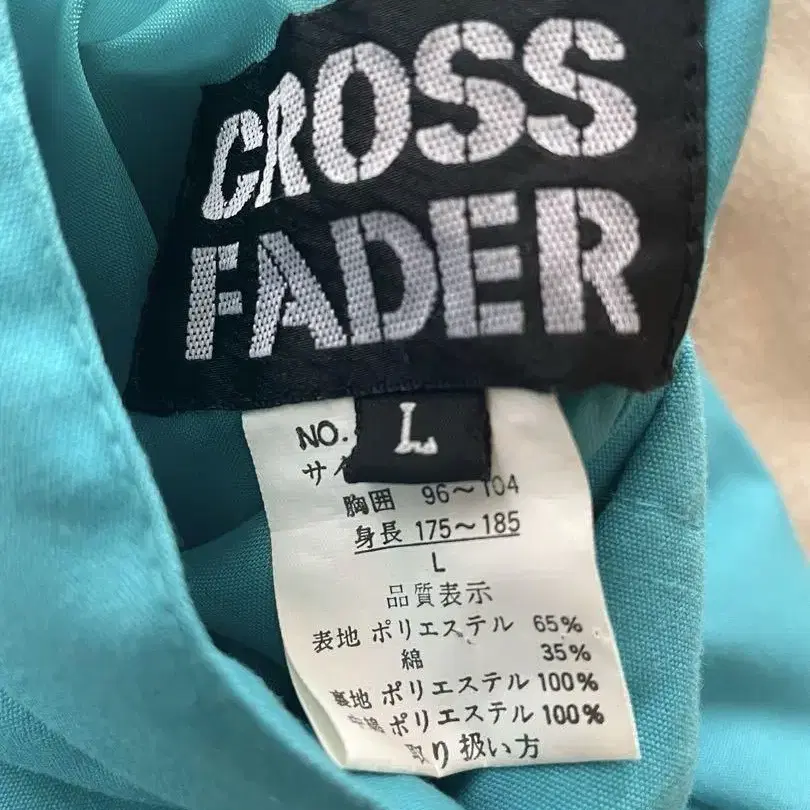 CROSS
FADER
L
NO.
サイ
胸囲 96～104
身長 175～185
L
品質表示
表地 ポリエステル 65%
綿 35%
裏地 ポリエステル 100%
ポリエステル 100%
取り扱い方